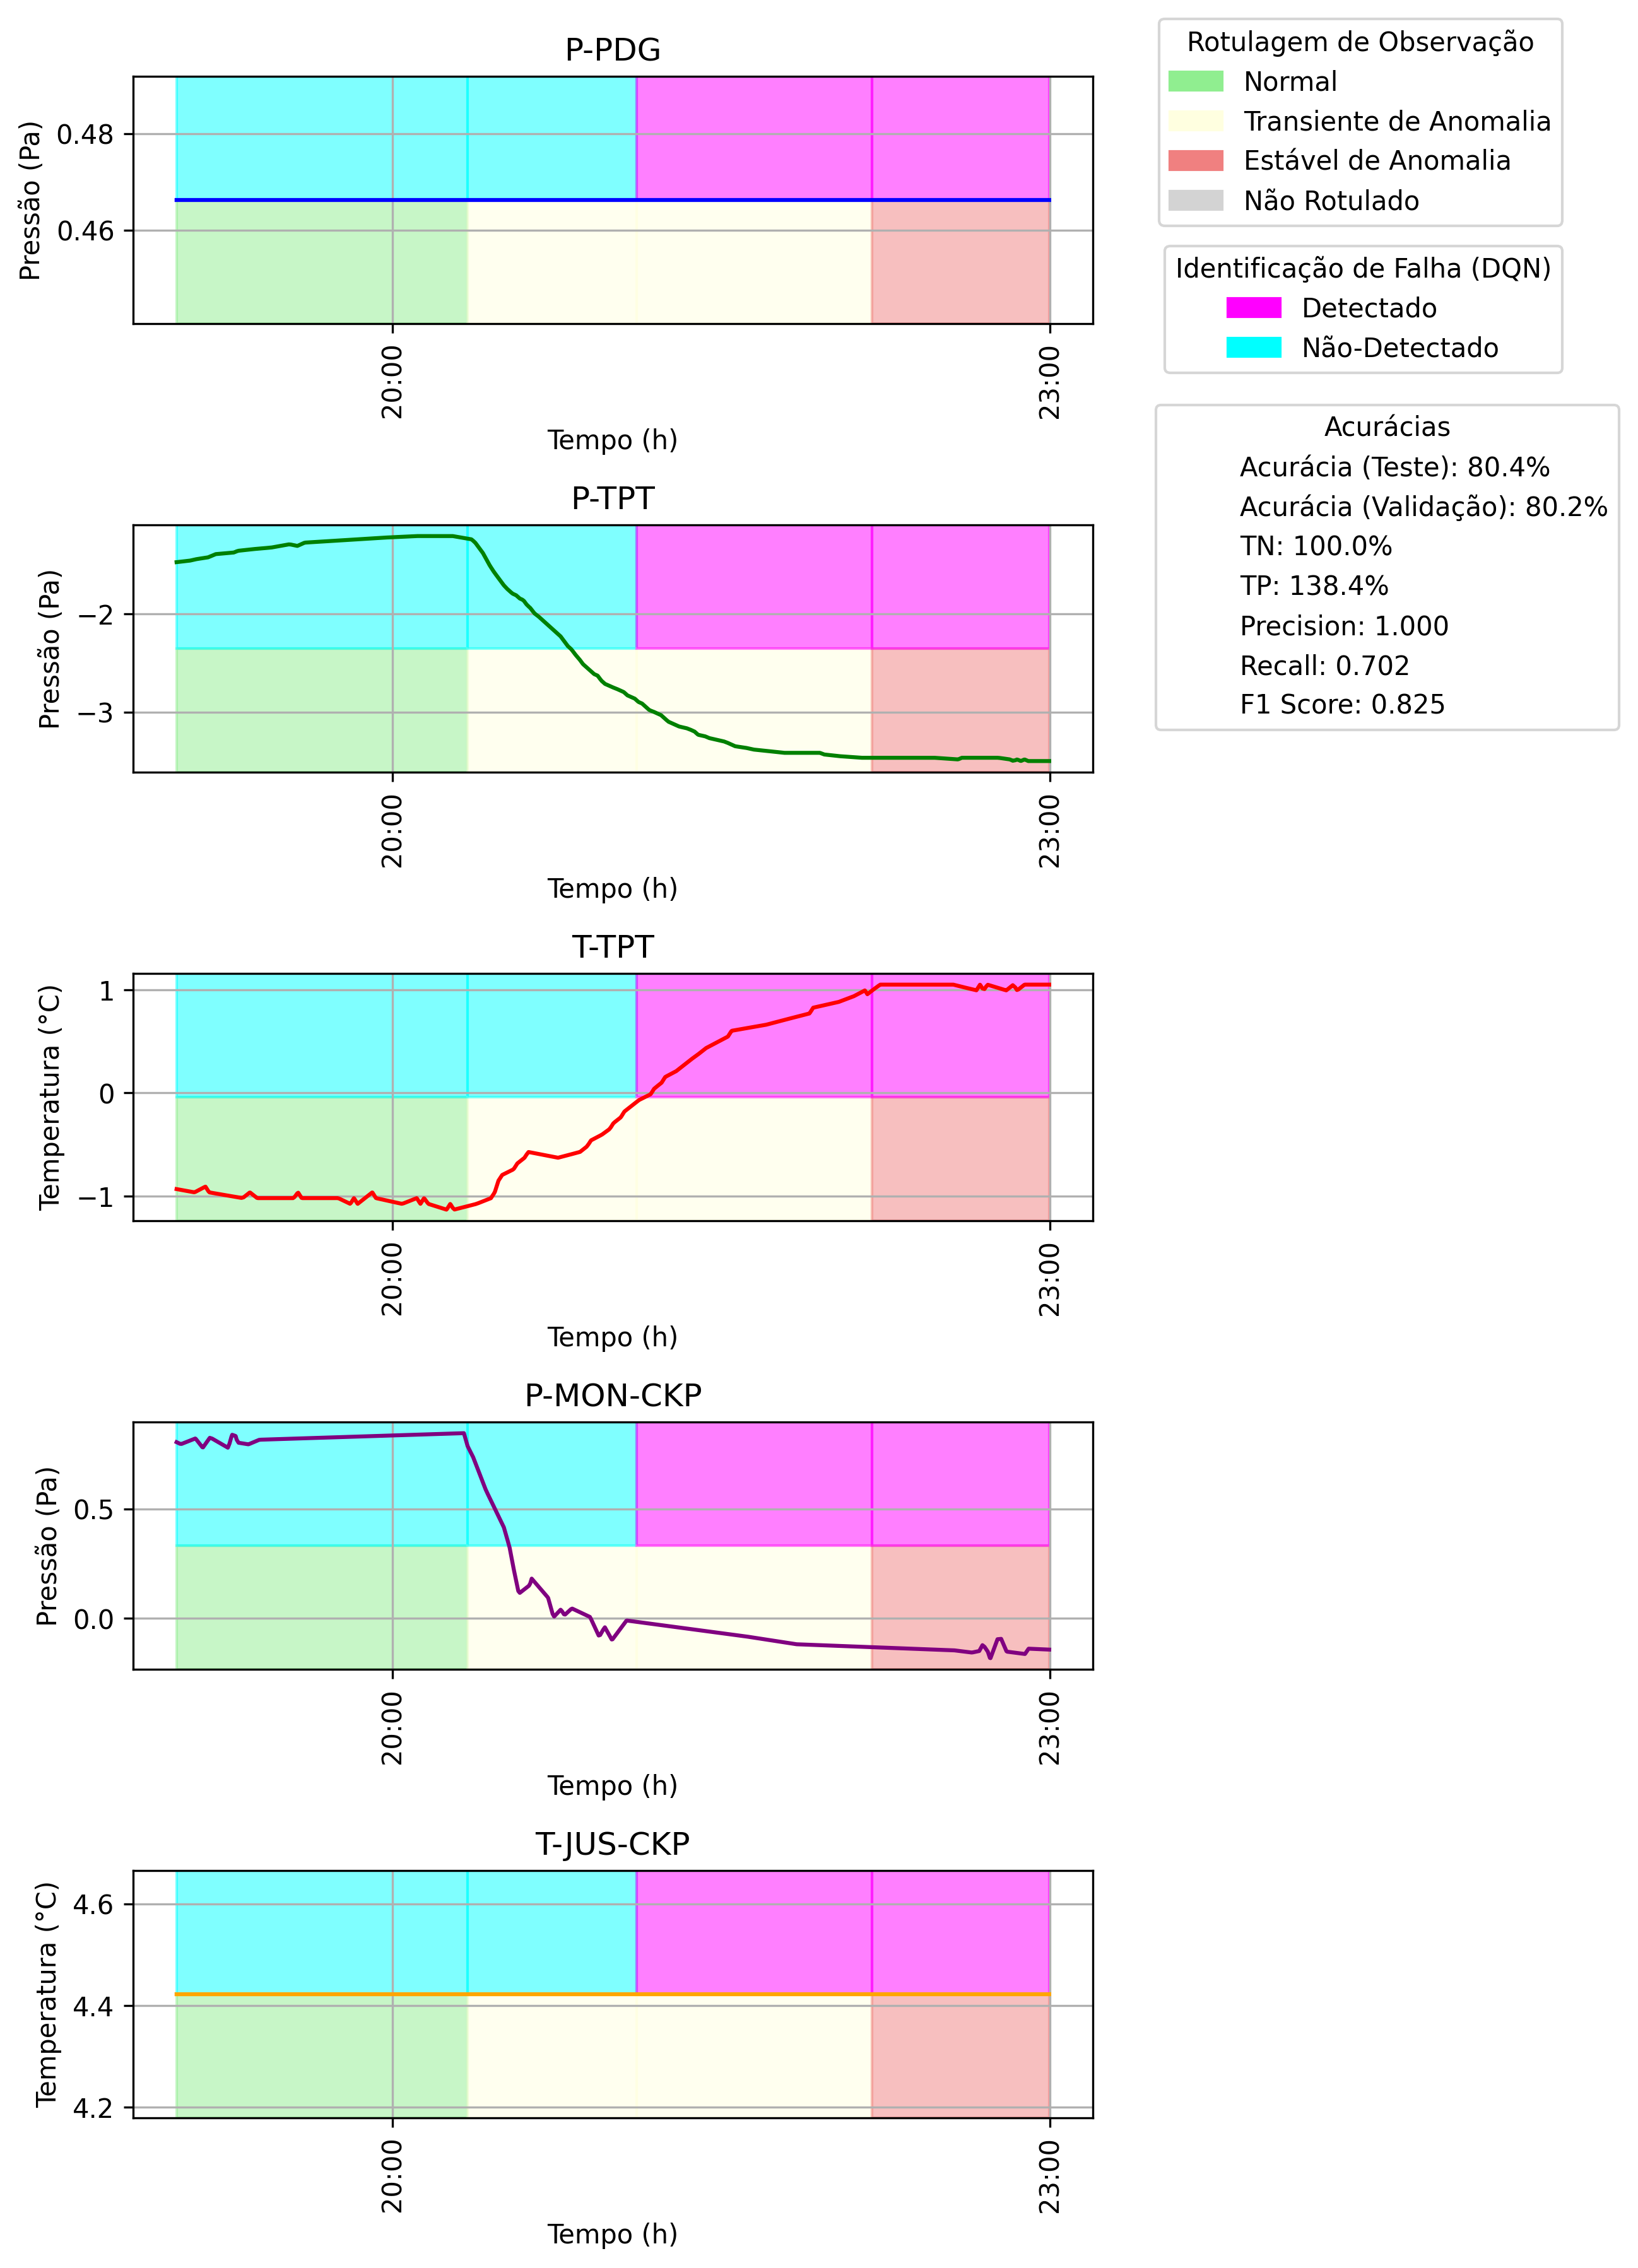 P-PDG
Pressão (Pa)
0.48
0.46
20:00
23:00
Tempo (h)
Rotulagem de Observação
Normal
Transiente de Anomalia
Estável de Anomalia
Não Rotulado
Identificação de Falha (DQN)
Detectado
Não-Detectado
Acurácias
Acurácia (Teste): 80.4%
Acurácia (Validação): 80.2%
TN: 100.0%
TP: 138.4%
Precision: 1.000
Recall: 0.702
F1 Score: 0.825
P-TPT
Pressão (Pa)
−2
−3
20:00
23:00
Tempo (h)
T-TPT
Temperatura (°C)
1
0
−1
20:00
23:00
Tempo (h)
P-MON-CKP
Pressão (Pa)
0.5
0.0
20:00
23:00
Tempo (h)
T-JUS-CKP
Temperatura (°C)
4.6
4.4
4.2
20:00
23:00
Tempo (h)